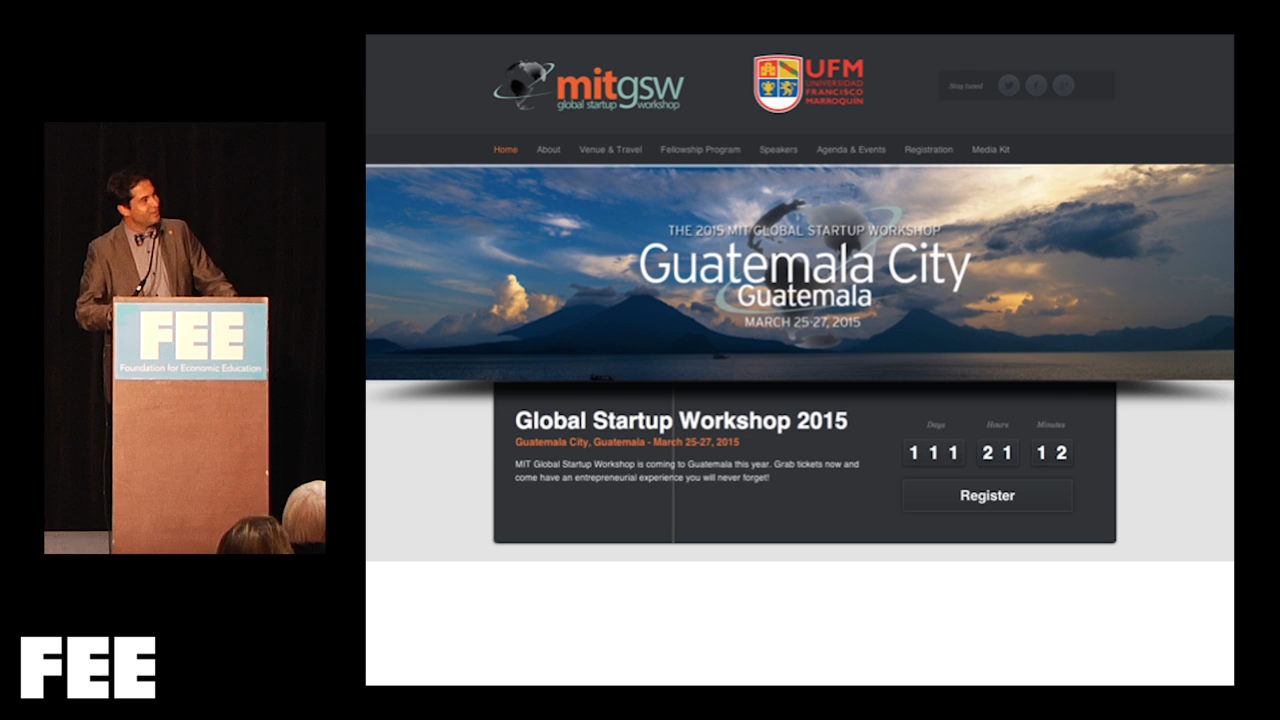 mitgsw
global startup workshop
UFM
UNIVERSIDAD
FRANCISCO
MARROQUÍN
Stay tuned
Home About Venue & Travel Fellowship Program Speakers Agenda & Events Registration Media Kit
THE 2015 MIT GLOBAL STARTUP WORKSHOP
Guatemala City
Guatemala
MARCH 25-27, 2015
FEE
Foundation for Economic Education
Global Startup Workshop 2015
Guatemala City, Guatemala - March 25-27, 2015
MIT Global Startup Workshop is coming to Guatemala this year. Grab tickets now and
come have an entrepreneurial experience you will never forget!
Days Hours Minutes
1 1 1 2 1 1 2
Register
FEE